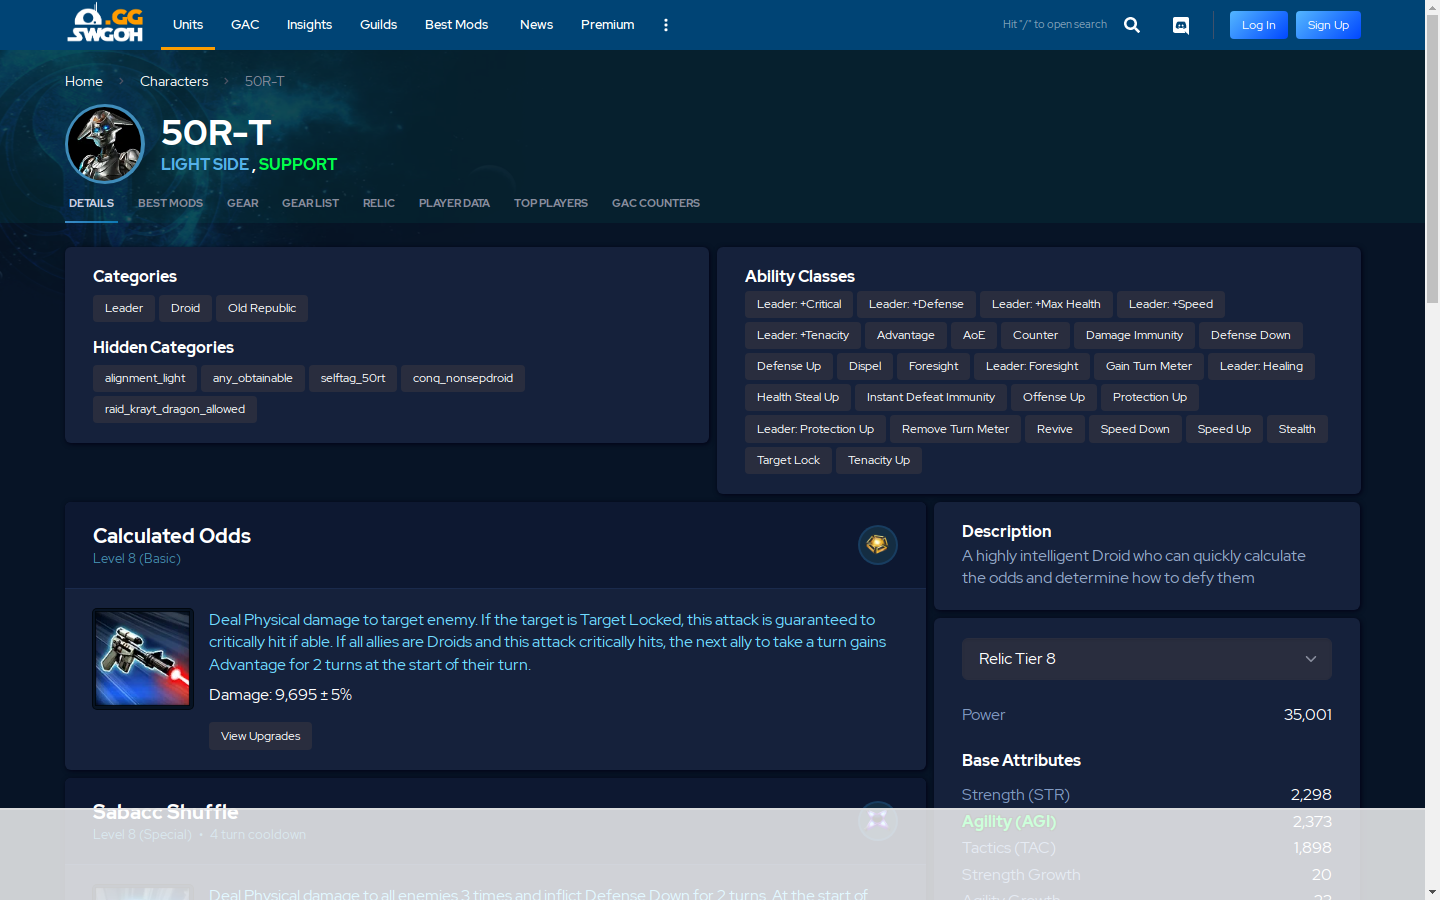 .GG
SWGOH
Units GAC Insights Guilds Best Mods News Premium
Hit "/" to open search
Log In Sign Up
Home Characters 50R-T
50R-T
LIGHT SIDE , SUPPORT
DETAILS BEST MODS GEAR GEAR LIST RELIC PLAYER DATA TOP PLAYERS GAC COUNTERS
Categories
Leader Droid Old Republic
Hidden Categories
alignment_light any_obtainable selftag_50rt conq_nonsepdroid
raid_krayt_dragon_allowed
Ability Classes
Leader: +Critical Leader: +Defense Leader: +Max Health Leader: +Speed
Leader: +Tenacity Advantage AoE Counter Damage Immunity Defense Down
Defense Up Dispel Foresight Leader: Foresight Gain Turn Meter Leader: Healing
Health Steal Up Instant Defeat Immunity Offense Up Protection Up
Leader: Protection Up Remove Turn Meter Revive Speed Down Speed Up Stealth
Target Lock Tenacity Up
Calculated Odds
Level 8 (Basic)
Deal Physical damage to target enemy. If the target is Target Locked, this attack is guaranteed to
critically hit if able. If all allies are Droids and this attack critically hits, the next ally to take a turn gains
Advantage for 2 turns at the start of their turn.
Damage: 9,695 ± 5%
View Upgrades
Sabacc Shuffle
Level 8 (Special) • 4 turn cooldown
Deal Physical damage to all enemies 3 times and inflict Defense Down for 2 turns. At the start of
Description
A highly intelligent Droid who can quickly calculate
the odds and determine how to defy them
Relic Tier 8
Power 35,001
Base Attributes
Strength (STR) 2,298
Agility (AGI) 2,373
Tactics (TAC) 1,898
Strength Growth 20
Agility Growth 22